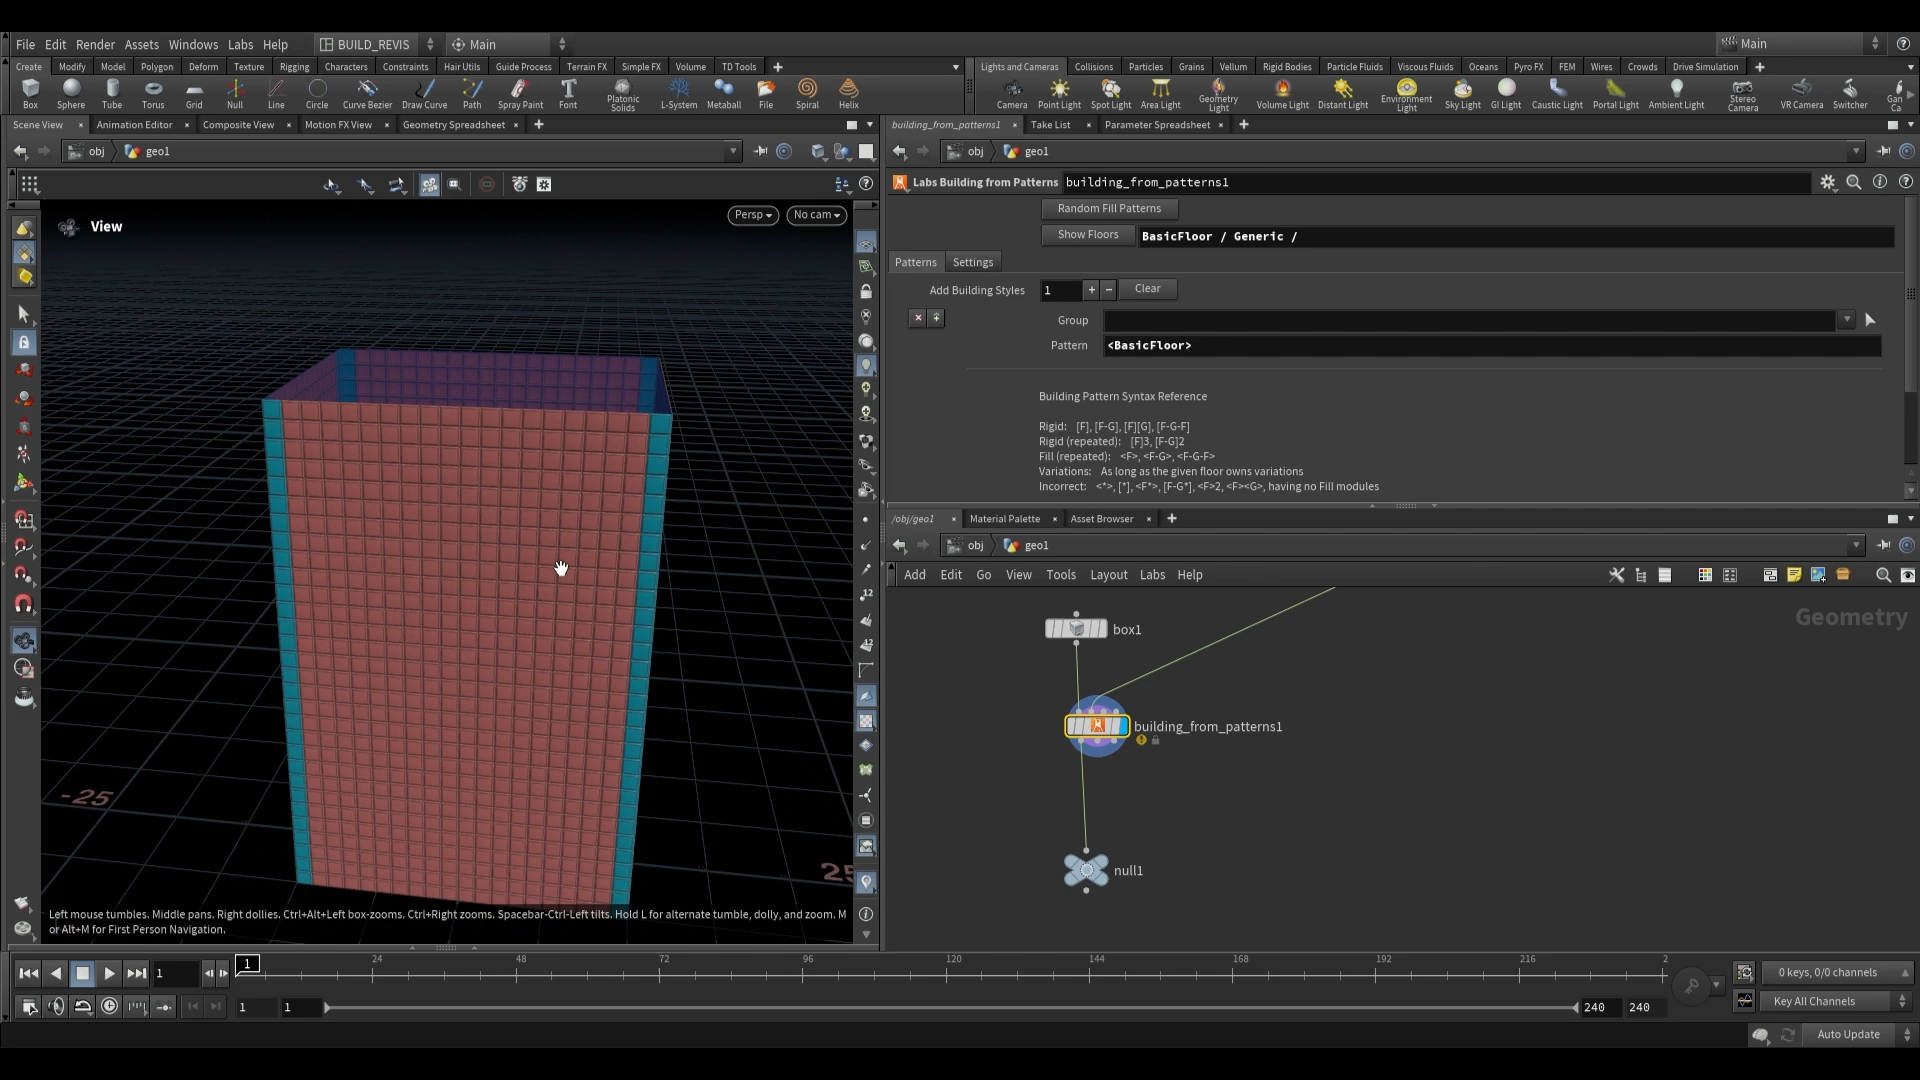 File Edit Render Assets Windows Labs Help BUILD_REVIS Main Main
Create Modify Model Polygon Deform Texture Rigging Characters Constraints Hair Utils Guide Process Terrain FX Simple FX Volume TD Tools
Lights and Cameras Collisions Particles Grains Vellum Rigid Bodies Particle Fluids Viscous Fluids Oceans Pyro FX FEM Wires Crowds Drive Simulation
Box Sphere Tube Torus Grid Null Line Circle Curve Bezier Draw Curve Path Spray Paint Font Platonic Solids L-System Metaball File Spiral Helix
Camera Point Light Spot Light Area Light Geometry Light Volume Light Distant Light Environment Light Sky Light GI Light Caustic Light Portal Light Ambient Light Stereo Camera VR Camera Switcher Gan Ca
Scene View Animation Editor Composite View Motion FX View Geometry Spreadsheet
building_from_patterns1 Take List Parameter Spreadsheet
obj geo1
obj geo1
Labs Building from Patterns building_from_patterns1
Random Fill Patterns
Show Floors BasicFloor / Generic /
Patterns Settings
Add Building Styles 1 + − Clear
Group
Pattern <BasicFloor>
Building Pattern Syntax Reference
Rigid: [F], [F-G], [F][G], [F-G-F]
Rigid (repeated): [F]3, [F-G]2
Fill (repeated): <F>, <F-G>, <F-G-F>
Variations: As long as the given floor owns variations
Incorrect: <*>, [*], <F*>, [F-G*], <F>2, <F><G>, having no Fill modules
View
Persp No cam
-25
25
12
12
Left mouse tumbles. Middle pans. Right dollies. Ctrl+Alt+Left box-zooms. Ctrl+Right zooms. Spacebar-Ctrl-Left tilts. Hold L for alternate tumble, dolly, and zoom. M
or Alt+M for First Person Navigation.
/obj/geo1 Material Palette Asset Browser
obj geo1
Add Edit Go View Tools Layout Labs Help
Geometry
box1
building_from_patterns1
null1
1 1 24 48 72 96 120 144 168 192 216 2
0 keys, 0/0 channels
1 1 240 240
Key All Channels
Auto Update